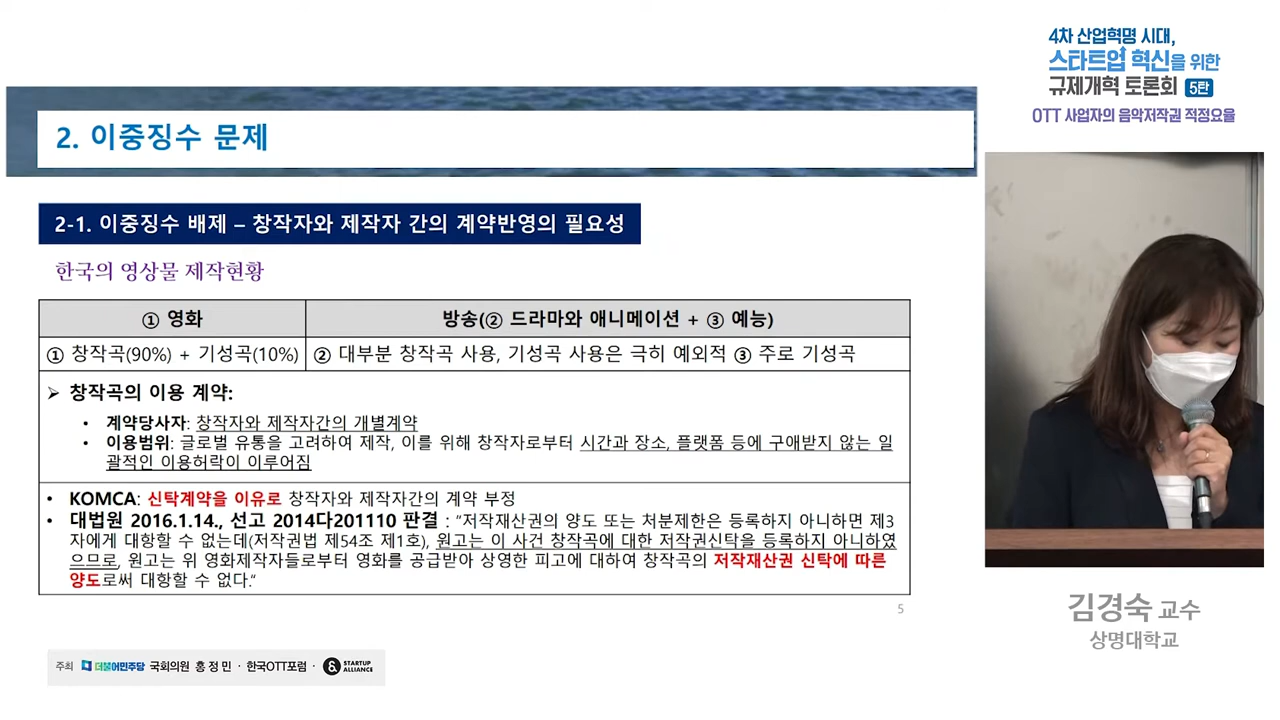 4차 산업혁명 시대,
스타트업 혁신을 위한
규제개혁 토론회 5탄
OTT 사업자의 음악저작권 적정요율
2. 이중징수 문제
2-1. 이중징수 배제 – 창작자와 제작자 간의 계약반영의 필요성
한국의 영상물 제작현황
① 영화
방송(② 드라마와 애니메이션 + ③ 예능)
① 창작곡(90%) + 기성곡(10%)
② 대부분 창작곡 사용, 기성곡 사용은 극히 예외적 ③ 주로 기성곡
➢ 창작곡의 이용 계약:
• 계약당사자: 창작자와 제작자간의 개별계약
• 이용범위: 글로벌 유통을 고려하여 제작, 이를 위해 창작자로부터 시간과 장소, 플랫폼 등에 구애받지 않는 일
괄적인 이용허락이 이루어짐
• KOMCA: 신탁계약을 이유로 창작자와 제작자간의 계약 부정
• 대법원 2016.1.14., 선고 2014다201110 판결 : “저작재산권의 양도 또는 처분제한은 등록하지 아니하면 제3
자에게 대항할 수 없는데(저작권법 제54조 제1호), 원고는 이 사건 창작곡에 대한 저작권신탁을 등록하지 아니하였
으므로, 원고는 위 영화제작자들로부터 영화를 공급받아 상영한 피고에 대하여 창작곡의 저작재산권 신탁에 따른
양도로써 대항할 수 없다.“
5
김경숙 교수
상명대학교
주최 더불어민주당 국회의원 홍정민 · 한국OTT포럼 · & STARTUP
ALLIANCE